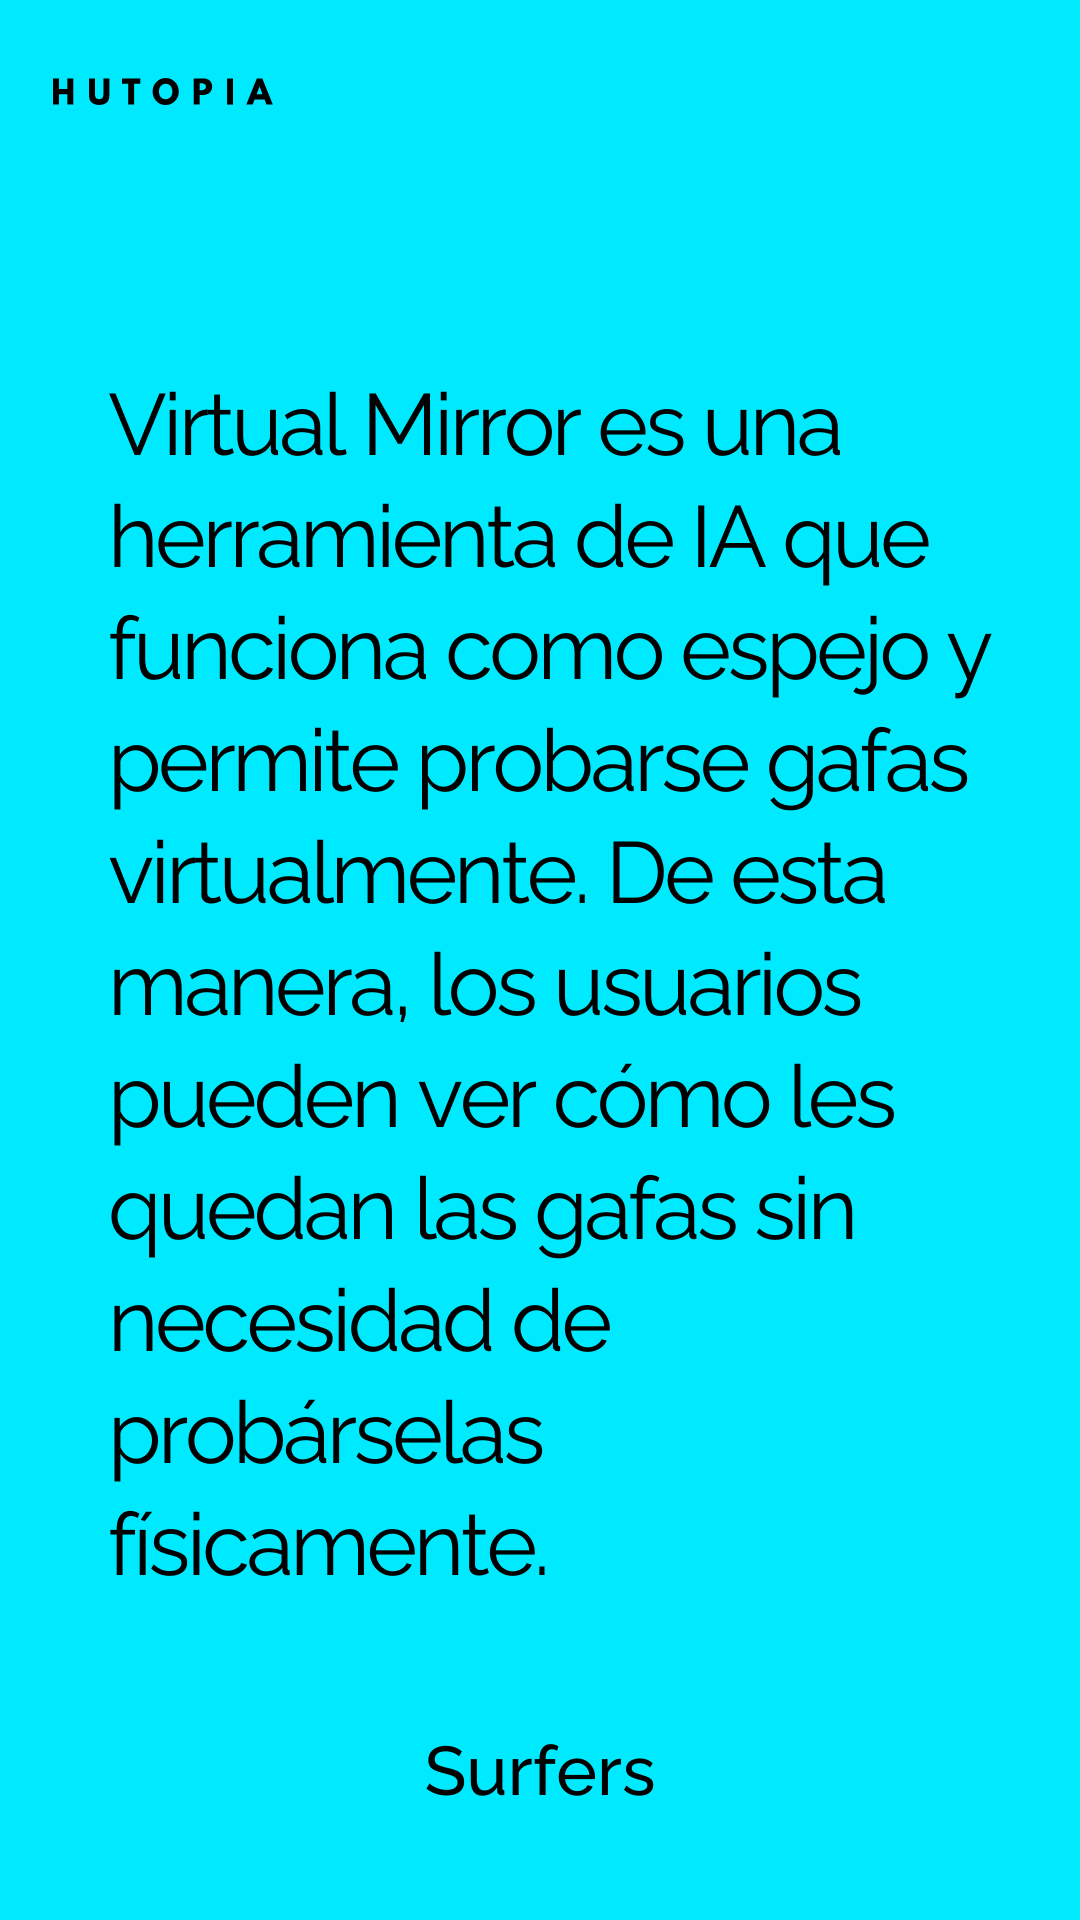 HUTOPIA
Virtual Mirror es una
herramienta de IA que
funciona como espejo y
permite probarse gafas
virtualmente. De esta
manera, los usuarios
pueden ver cómo les
quedan las gafas sin
necesidad de
probárselas
físicamente.
Surfers